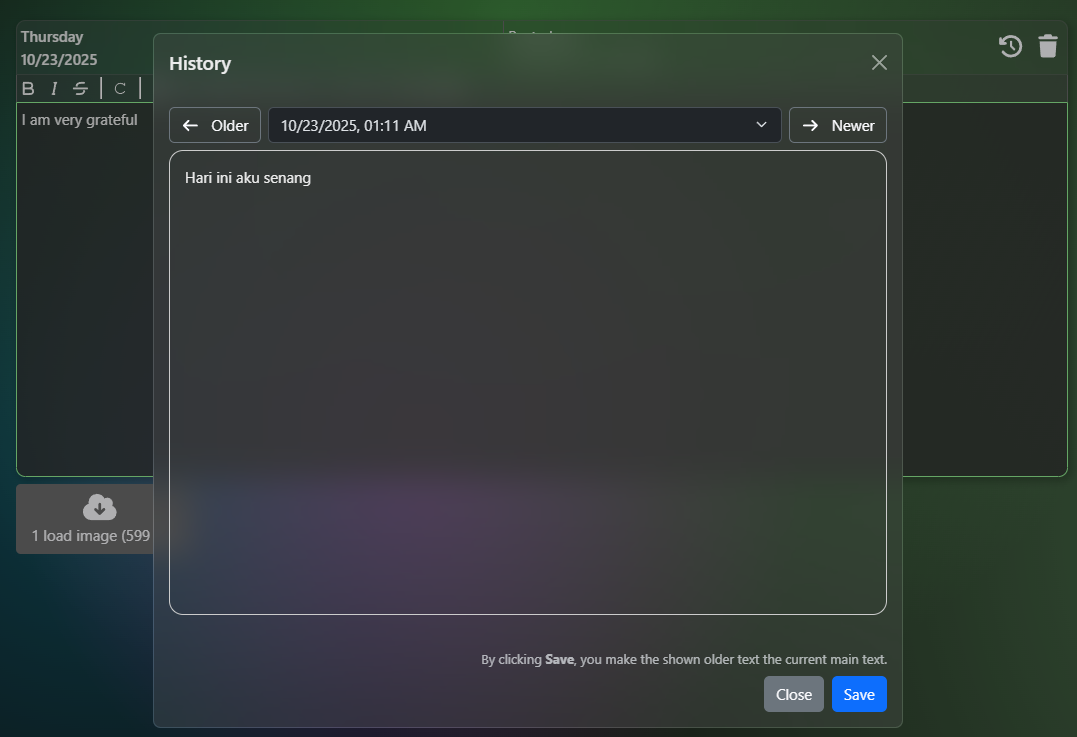 Thursday
10/23/2025
B I S C
I am very grateful
1 load image (599
History
Older
10/23/2025, 01:11 AM
Newer
Hari ini aku senang
By clicking Save, you make the shown older text the current main text.
Close
Save